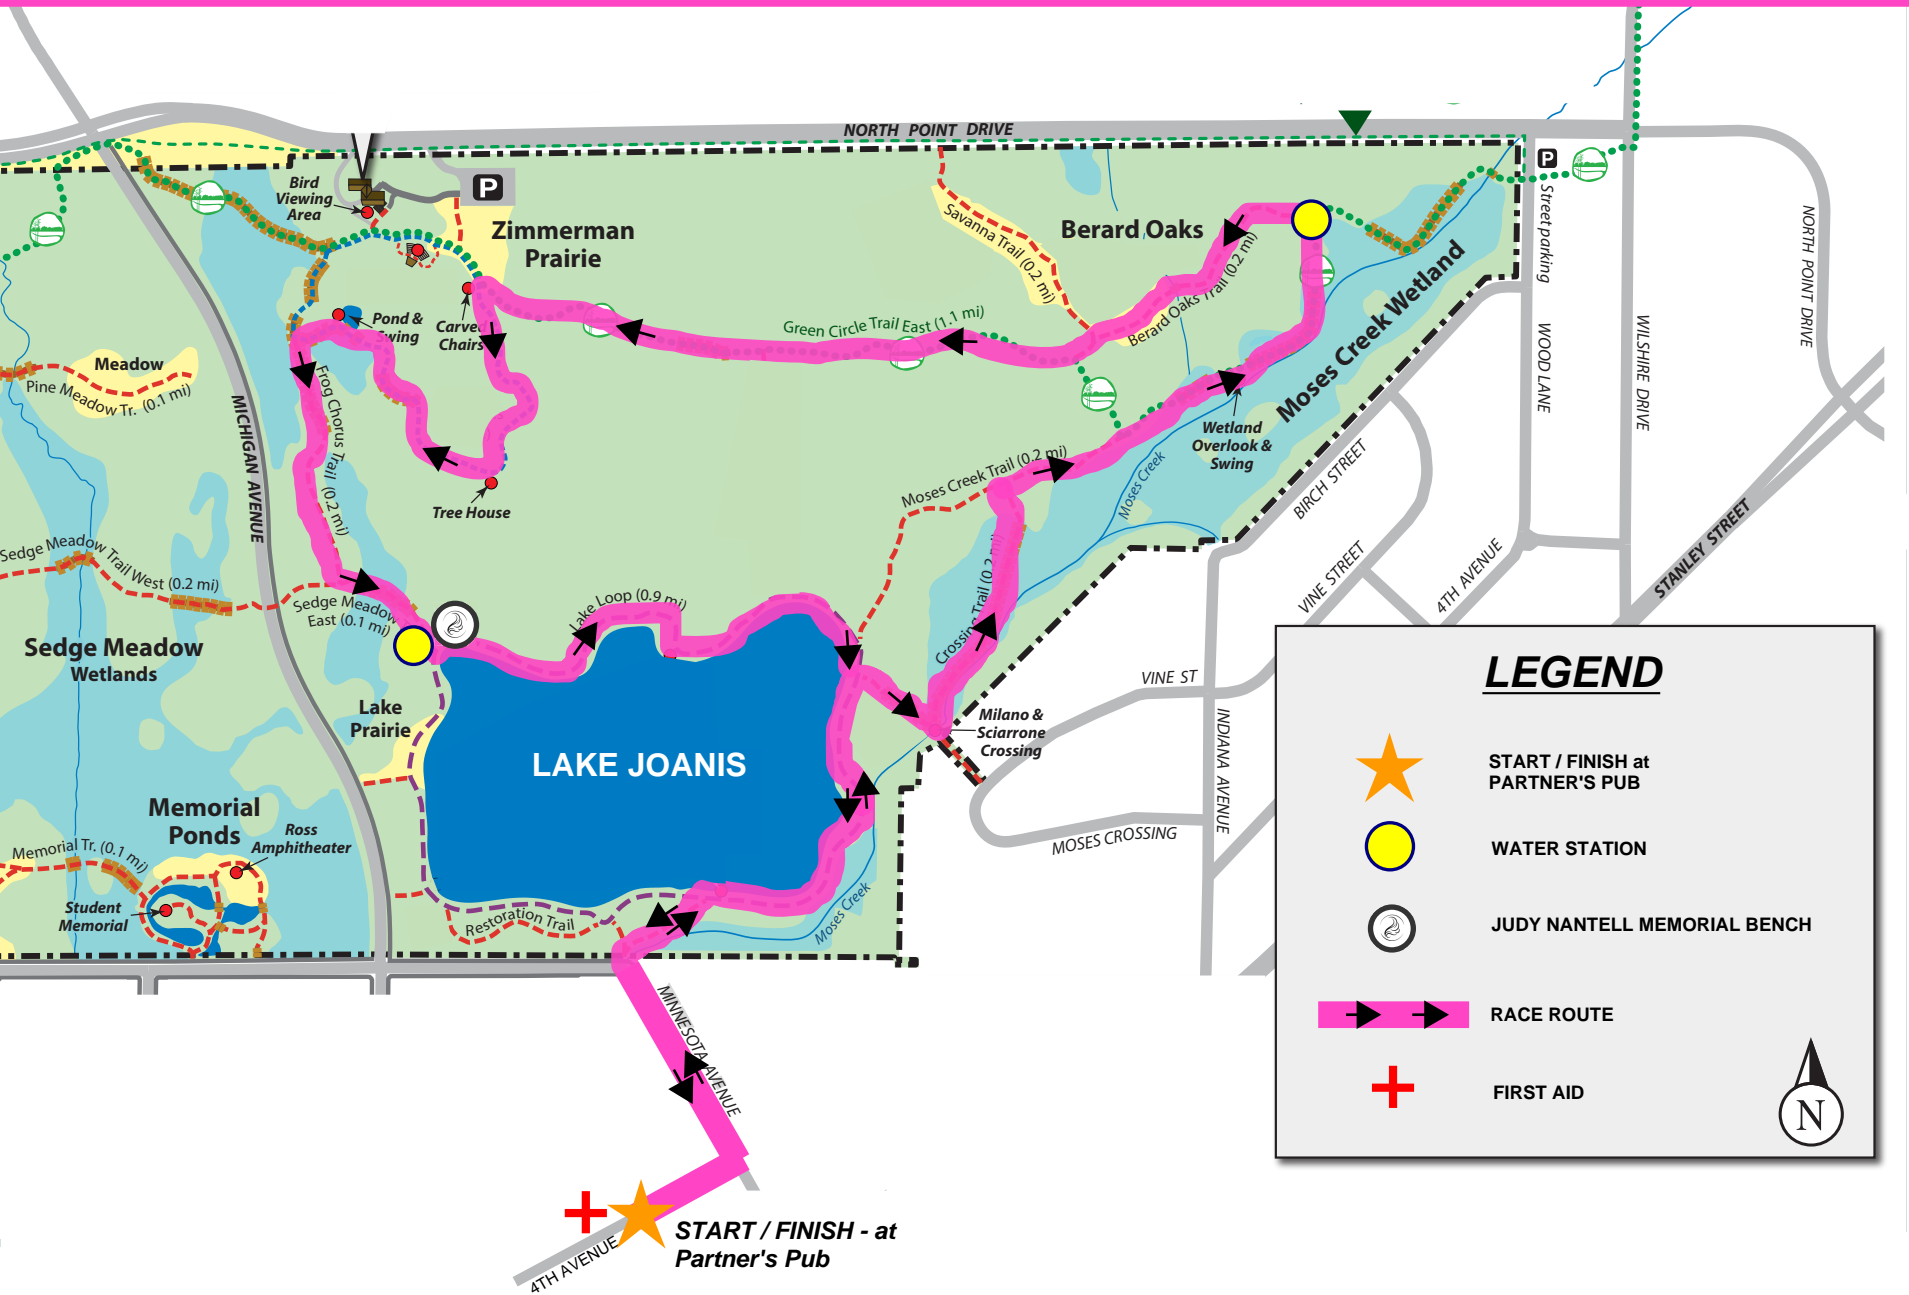 NORTH POINT DRIVE
Bird
Viewing
Area
P
Zimmerman
Prairie
Savanna Trail (0.2 mi)
Berard Oaks
Berard Oaks Trail (0.2 mi)
P
Street parking
NORTH POINT DRIVE
WOOD LANE
WILSHIRE DRIVE
Moses Creek Wetland
Green Circle Trail East (1.1 mi)
Pond &
Swing
Carved
Chairs
Meadow
Pine Meadow Tr. (0.1 mi)
MICHIGAN AVENUE
Frog Chorus Trail (0.2 mi)
Tree House
Wetland
Overlook &
Swing
Moses Creek Trail (0.2 mi)
Moses Creek
BIRCH STREET
VINE STREET
4TH AVENUE
STANLEY STREET
Sedge Meadow Trail West (0.2 mi)
Sedge Meadow
East (0.1 mi)
Lake Loop (0.9 mi)
Crossing Trail (0.2 mi)
Sedge Meadow
Wetlands
Lake
Prairie
LAKE JOANIS
Milano &
Sciarrone
Crossing
VINE ST
INDIANA AVENUE
MOSES CROSSING
Memorial
Ponds
Ross
Amphitheater
Memorial Tr. (0.1 mi)
Student
Memorial
Restoration Trail
Moses Creek
MINNESOTA AVENUE
START / FINISH - at
Partner's Pub
4TH AVENUE
LEGEND
START / FINISH at
PARTNER'S PUB
WATER STATION
JUDY NANTELL MEMORIAL BENCH
RACE ROUTE
FIRST AID
N